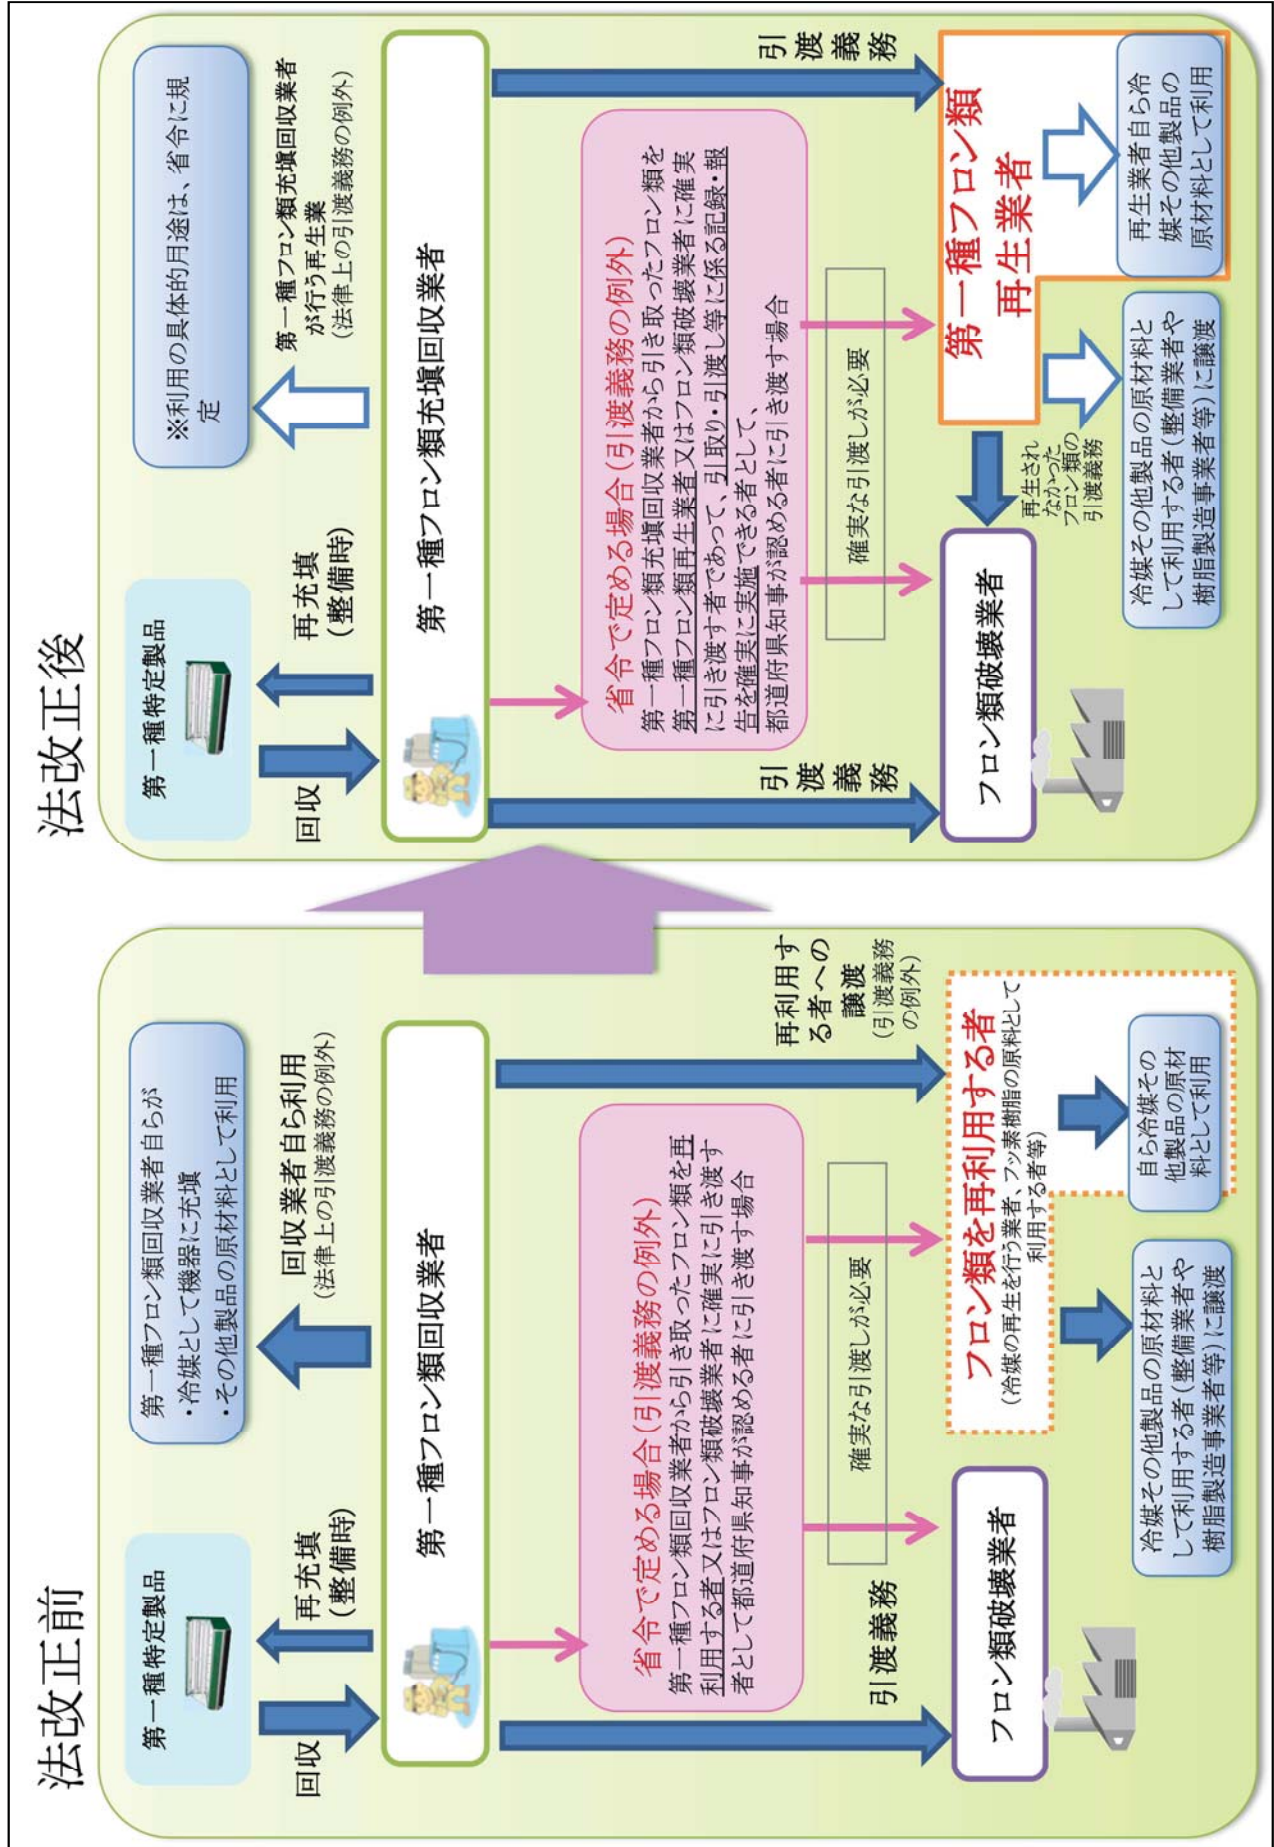 法改正前
第一種特定製品
回収
再充填
(整備時)
第一種フロン類回収業者自らが
・冷媒として機器に充填
・その他製品の原材料として利用
回収業者自ら利用
(法律上の引渡義務の例外)
第一種フロン類回収業者
省令で定める場合(引渡義務の例外)
第一種フロン類回収業者から引き取ったフロン類を再
利用する者又はフロン類破壊業者に確実に引き渡す
者として都道府県知事が認める者に引き渡す場合
再利用す
る者への
譲渡
(引渡義務
の例外)
引渡義務
確実な引渡しが必要
フロン類破壊業者
フロン類を再利用する者
(冷媒の再生を行う業者、フッ素樹脂の原料として
利用する者等)
冷媒その他製品の原材料と
して利用する者(整備業者や
樹脂製造事業者等)に譲渡
自ら冷媒その
他製品の原材
料として利用
法改正後
第一種特定製品
回収
再充填
(整備時)
※利用の具体的用途は、省令に規
定
第一種フロン類充填回収業者
が行う再生業
(法律上の引渡義務の例外)
第一種フロン類充填回収業者
省令で定める場合(引渡義務の例外)
第一種フロン類充填回収業者から引き取ったフロン類を
第一種フロン類再生業者又はフロン類破壊業者に確実
に引き渡す者であって、引取り・引渡し等に係る記録・報
告を確実に実施できる者として、
都道府県知事が認める者に引き渡す場合
引渡義務
引渡義務
確実な引渡しが必要
フロン類破壊業者
再生され
なかった
フロン類の
引渡義務
第一種フロン類
再生業者
冷媒その他製品の原材料と
して利用する者(整備業者や
樹脂製造事業者等)に譲渡
再生業者自ら冷
媒その他製品の
原材料として利用